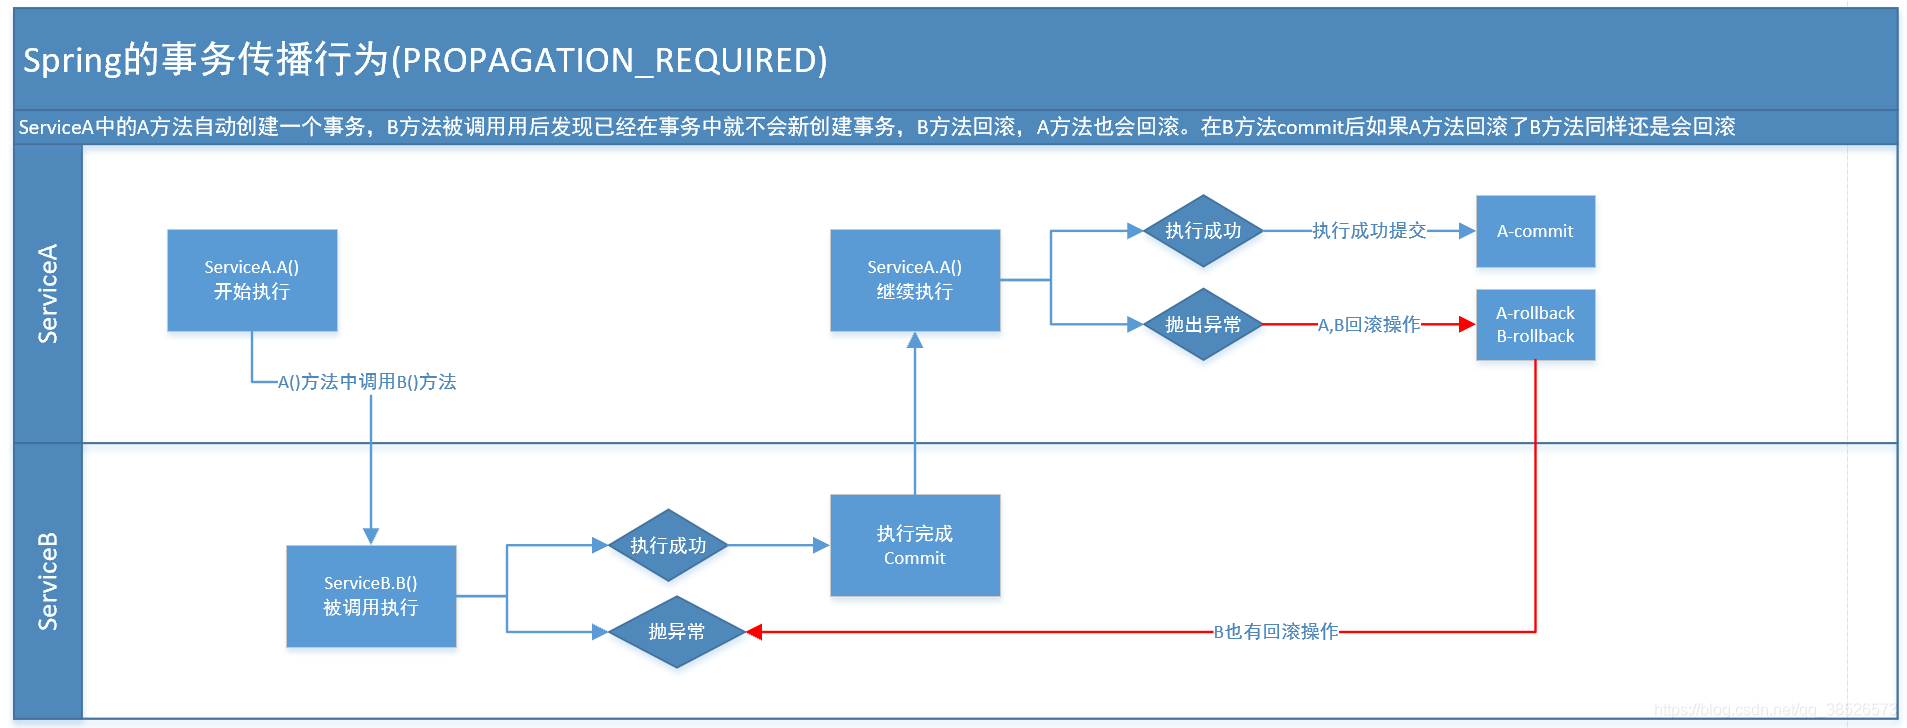 Spring的事务传播行为(PROPAGATION_REQUIRED)
ServiceA中的A方法自动创建一个事务，B方法被调用用后发现已经在事务中就不会新创建事务，B方法回滚，A方法也会回滚。在B方法commit后如果A方法回滚了B方法同样还是会回滚
ServiceA
ServiceA.A()
开始执行
A()方法中调用B()方法
ServiceA.A()
继续执行
执行成功
执行成功提交
A-commit
抛出异常
A,B回滚操作
A-rollback
B-rollback
ServiceB
ServiceB.B()
被调用执行
执行成功
执行完成
Commit
抛异常
B也有回滚操作
https://blog.csdn.net/qq_38526573